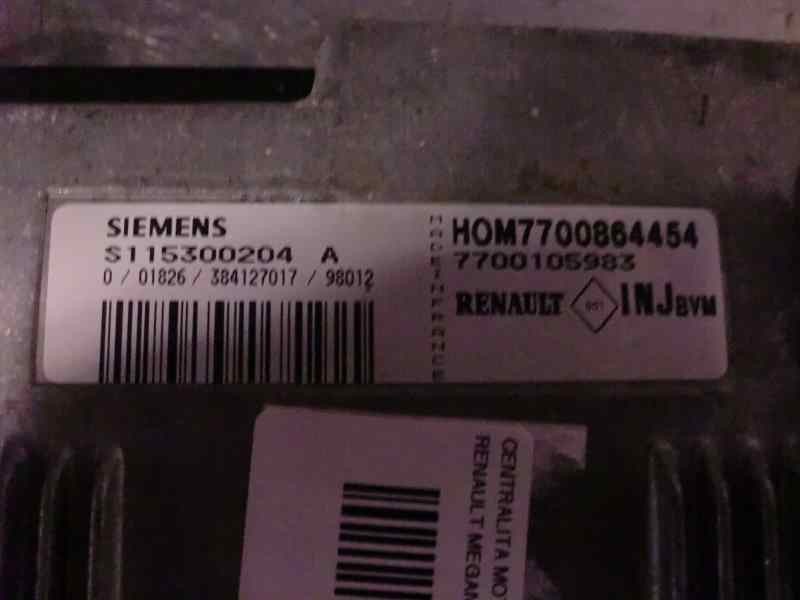 SIEMENS
S115300204 A
0 / 01826 / 384127017 / 98012
MADE IN FRANCE
HOM7700864454
7700105983
RENAULT INJ BVM
CENTRALITA MO
RENAULT MEGAN